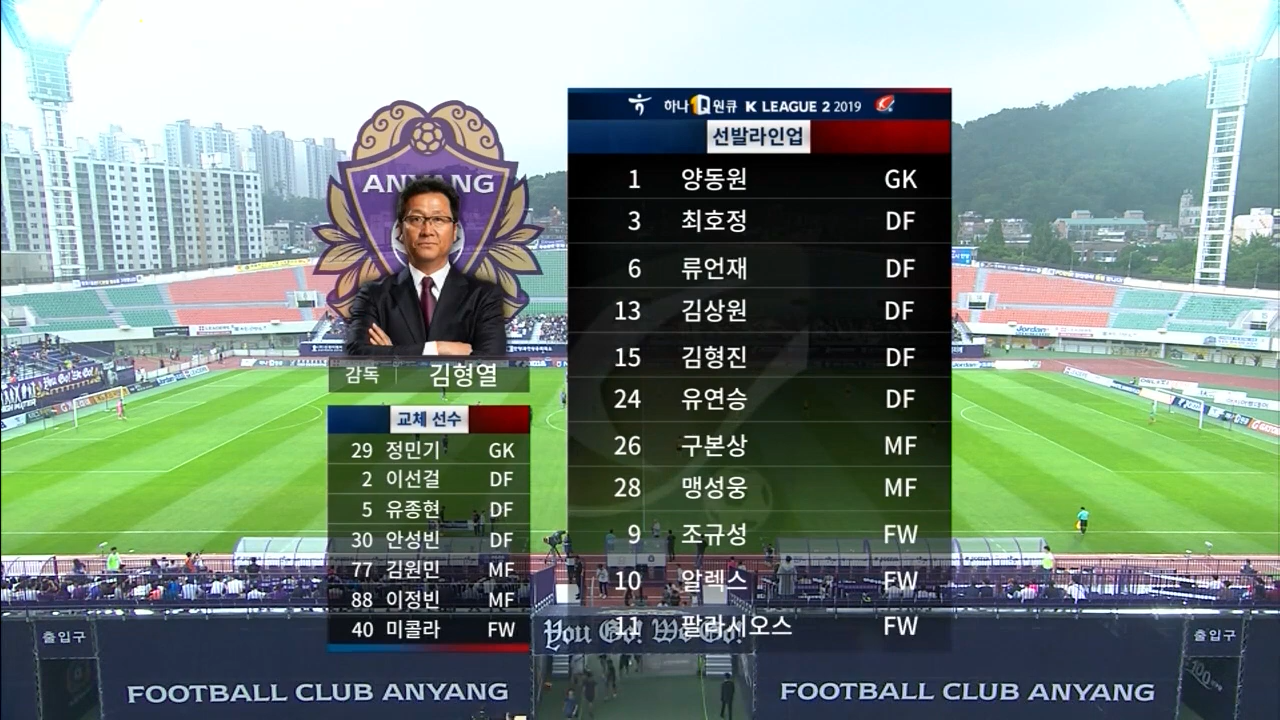 하나1Q원큐 K LEAGUE 2 2019
선발라인업
1 양동원 GK
3 최호정 DF
6 류언재 DF
13 김상원 DF
15 김형진 DF
24 유연승 DF
26 구본상 MF
28 맹성웅 MF
9 조규성 FW
10 알렉스 FW
11 팔라시오스 FW
ANYANG
감독 김형열
교체 선수
29 정민기 GK
2 이선걸 DF
5 유종현 DF
30 안성빈 DF
77 김원민 MF
88 이정빈 MF
40 미콜라 FW
You Go! We Go!
출입구
출입구
FOOTBALL CLUB ANYANG
FOOTBALL CLUB ANYANG